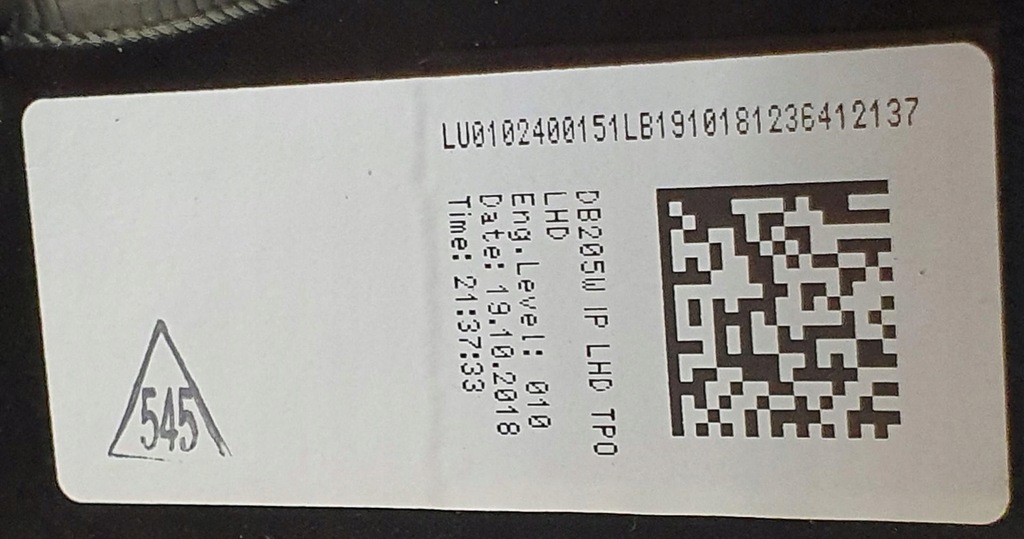 LU0102400151LB1910181236412137
DB205W IP LHD TPO
LHD
Eng.Level: 010
Date: 19.10.2018
Time: 21:37:33
545